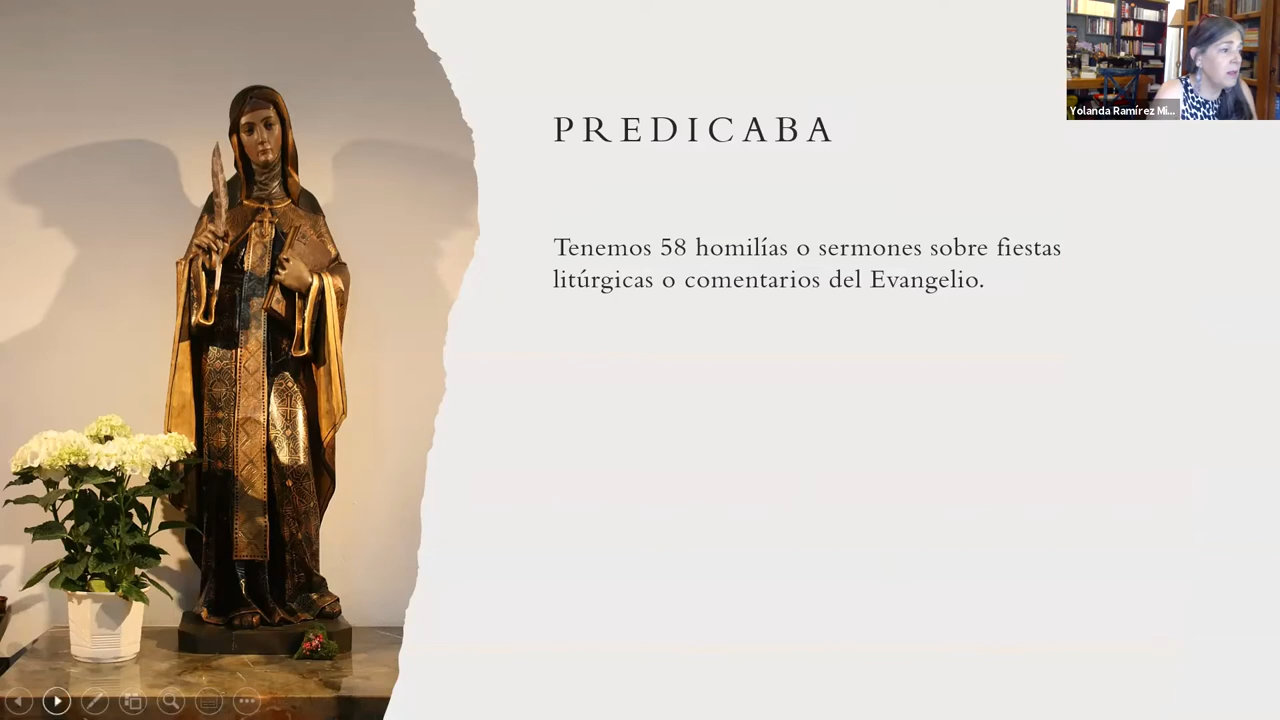 PREDICABA
Tenemos 58 homilías o sermones sobre fiestas
litúrgicas o comentarios del Evangelio.
Yolanda Ramírez Mi...